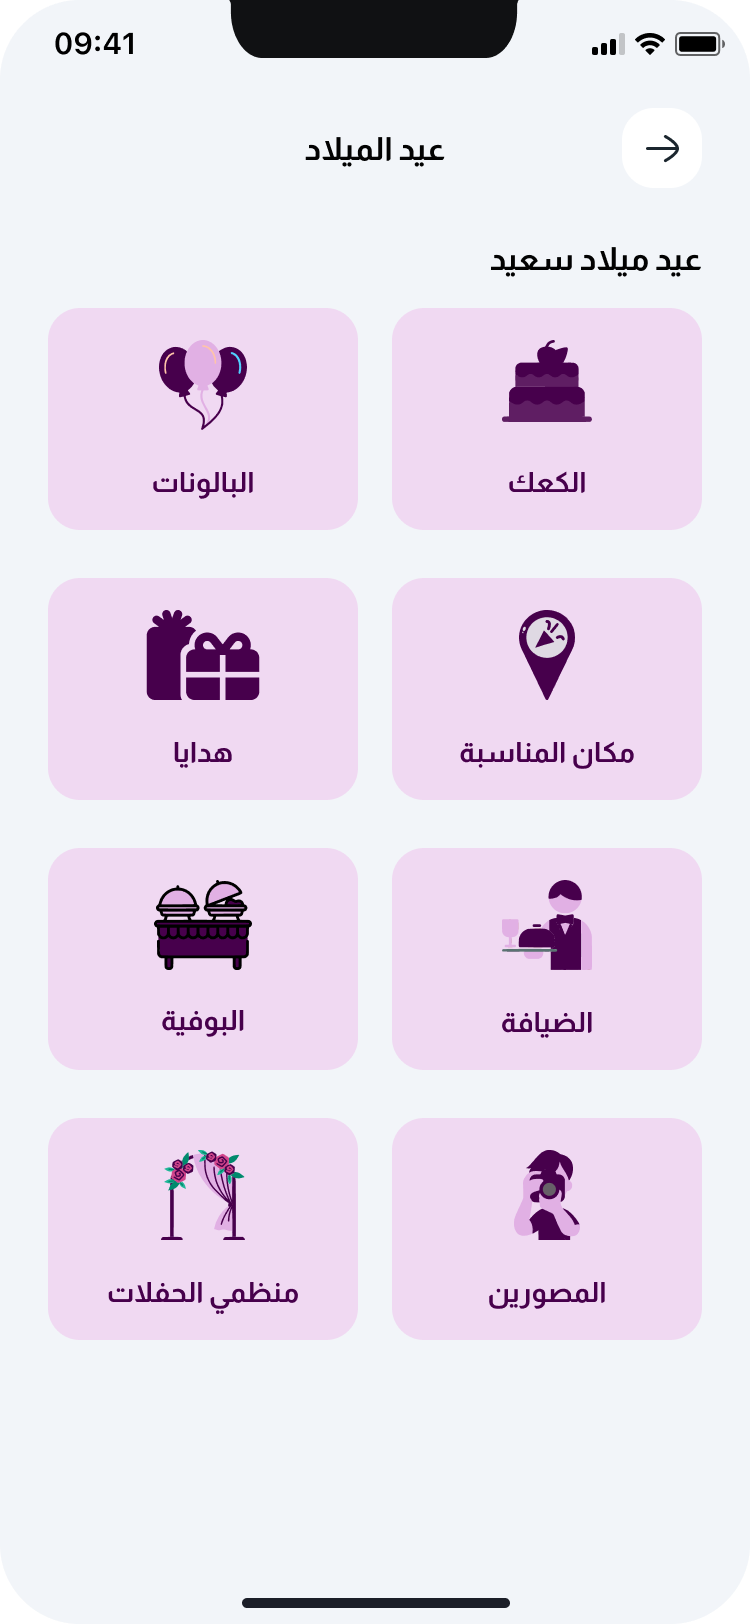 09:41
عيد الميلاد
عيد ميلاد سعيد
الكعك
البالونات
مكان المناسبة
هدايا
الضيافة
البوفية
المصورين
منظمي الحفلات